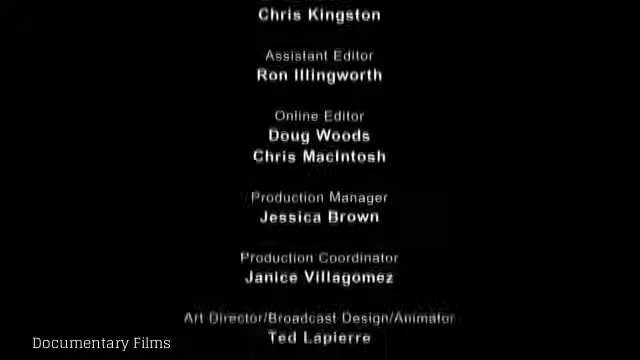 Chris Kingston
Assistant Editor
Ron Illingworth
Online Editor
Doug Woods
Chris MacIntosh
Production Manager
Jessica Brown
Production Coordinator
Janice Villagomez
Art Director/Broadcast Design/Animator
Ted Lapierre
Documentary Films